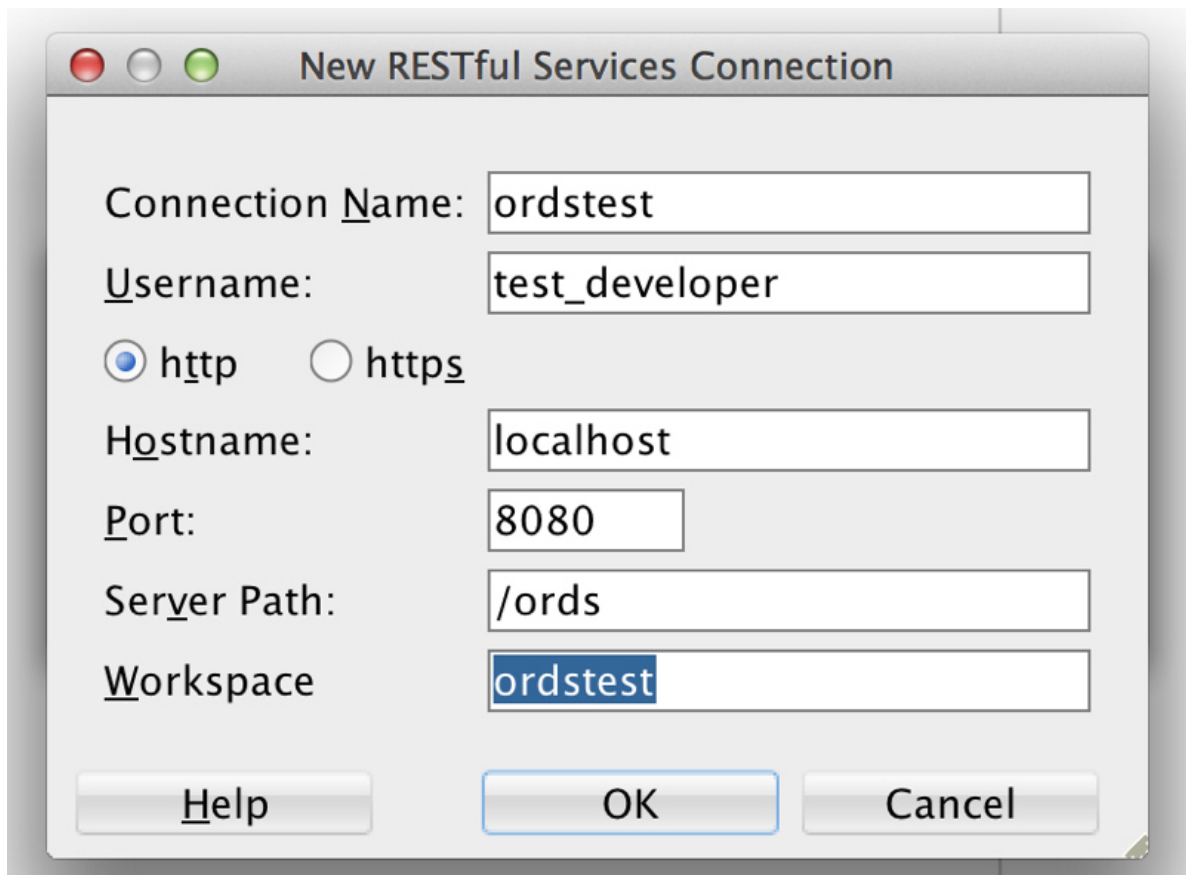 New RESTful Services Connection
Connection Name: ordstest
Username: test_developer
http https
Hostname: localhost
Port: 8080
Server Path: /ords
Workspace ordstest
Help OK Cancel